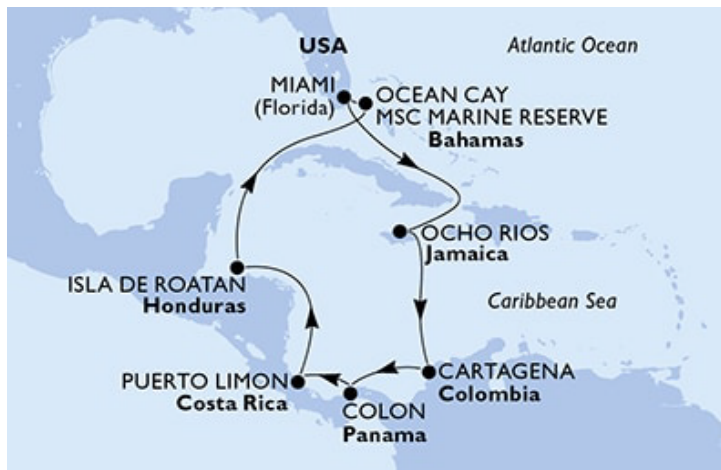 USA
Atlantic Ocean
MIAMI
(Florida)
OCEAN CAY
MSC MARINE RESERVE
Bahamas
OCHO RIOS
Jamaica
ISLA DE ROATAN
Honduras
Caribbean Sea
PUERTO LIMON
Costa Rica
CARTAGENA
Colombia
COLON
Panama